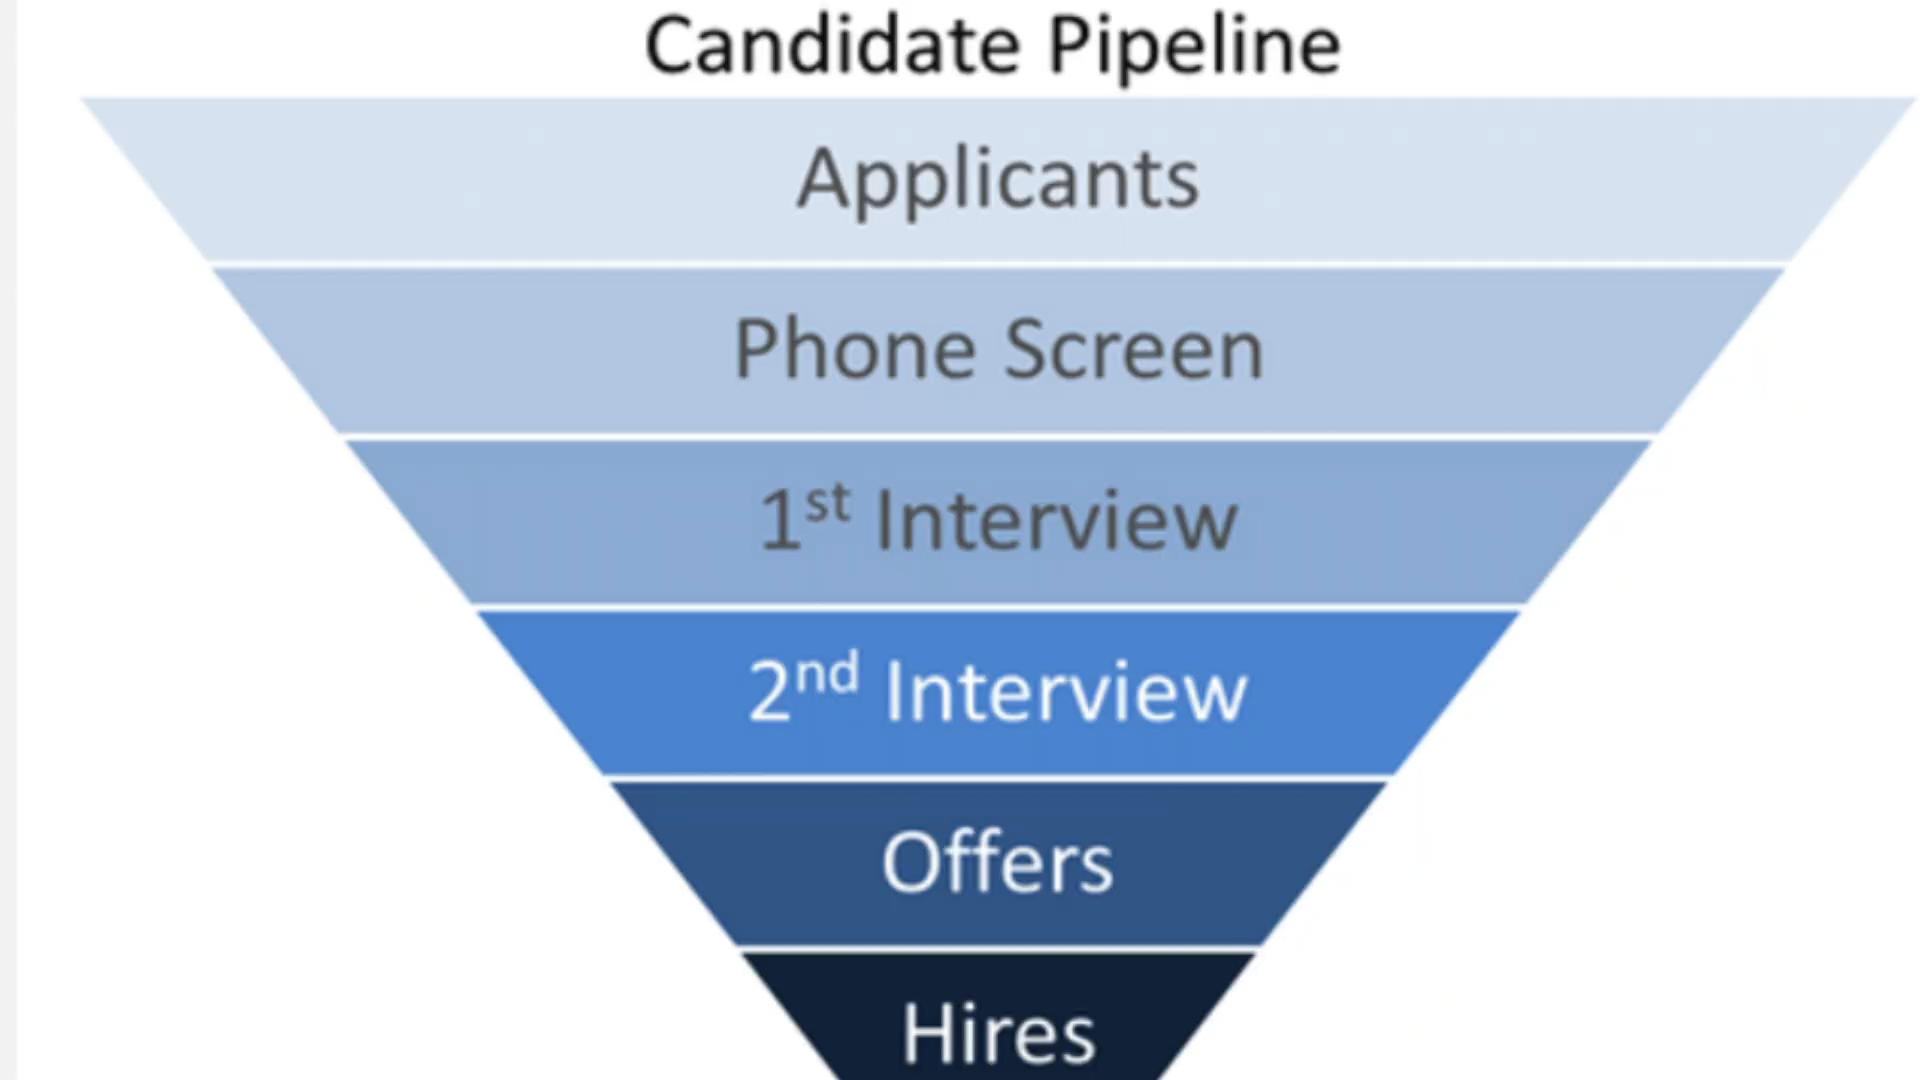 Candidate Pipeline
Applicants
Phone Screen
1st Interview
2nd Interview
Offers
Hires